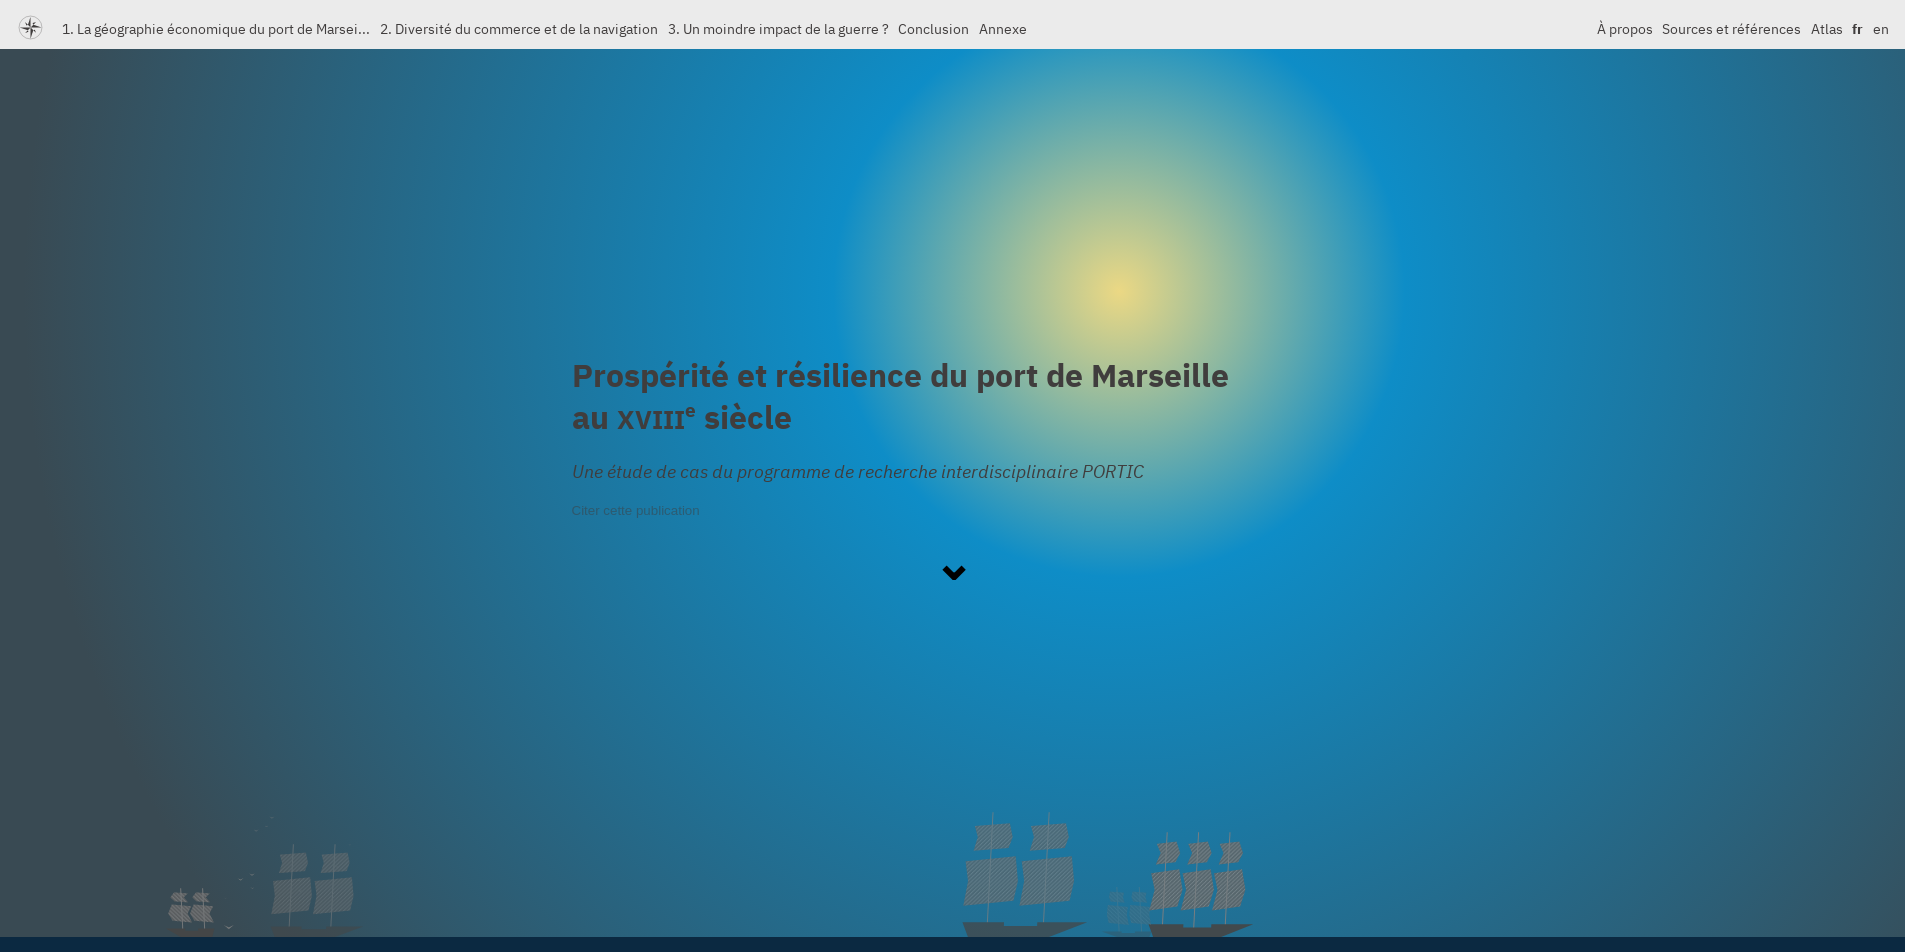 1. La géographie économique du port de Marsei... 2. Diversité du commerce et de la navigation 3. Un moindre impact de la guerre ? Conclusion Annexe À propos Sources et références Atlas fr en
Prospérité et résilience du port de Marseille
au XVIIIe siècle
Une étude de cas du programme de recherche interdisciplinaire PORTIC
Citer cette publication